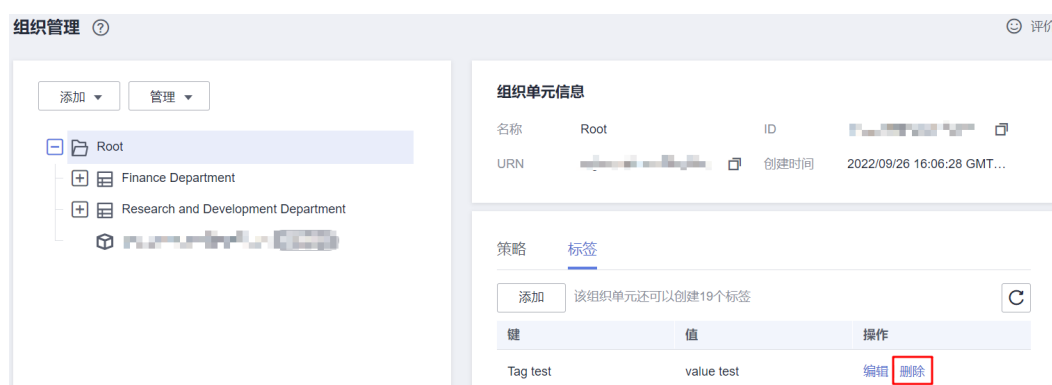 组织管理
评价
添加 管理
Root
Finance Department
Research and Development Department
组织单元信息
名称 Root ID
URN 创建时间 2022/09/26 16:06:28 GMT...
策略 标签
添加 该组织单元还可以创建19个标签
键 值 操作
Tag test value test 编辑 删除